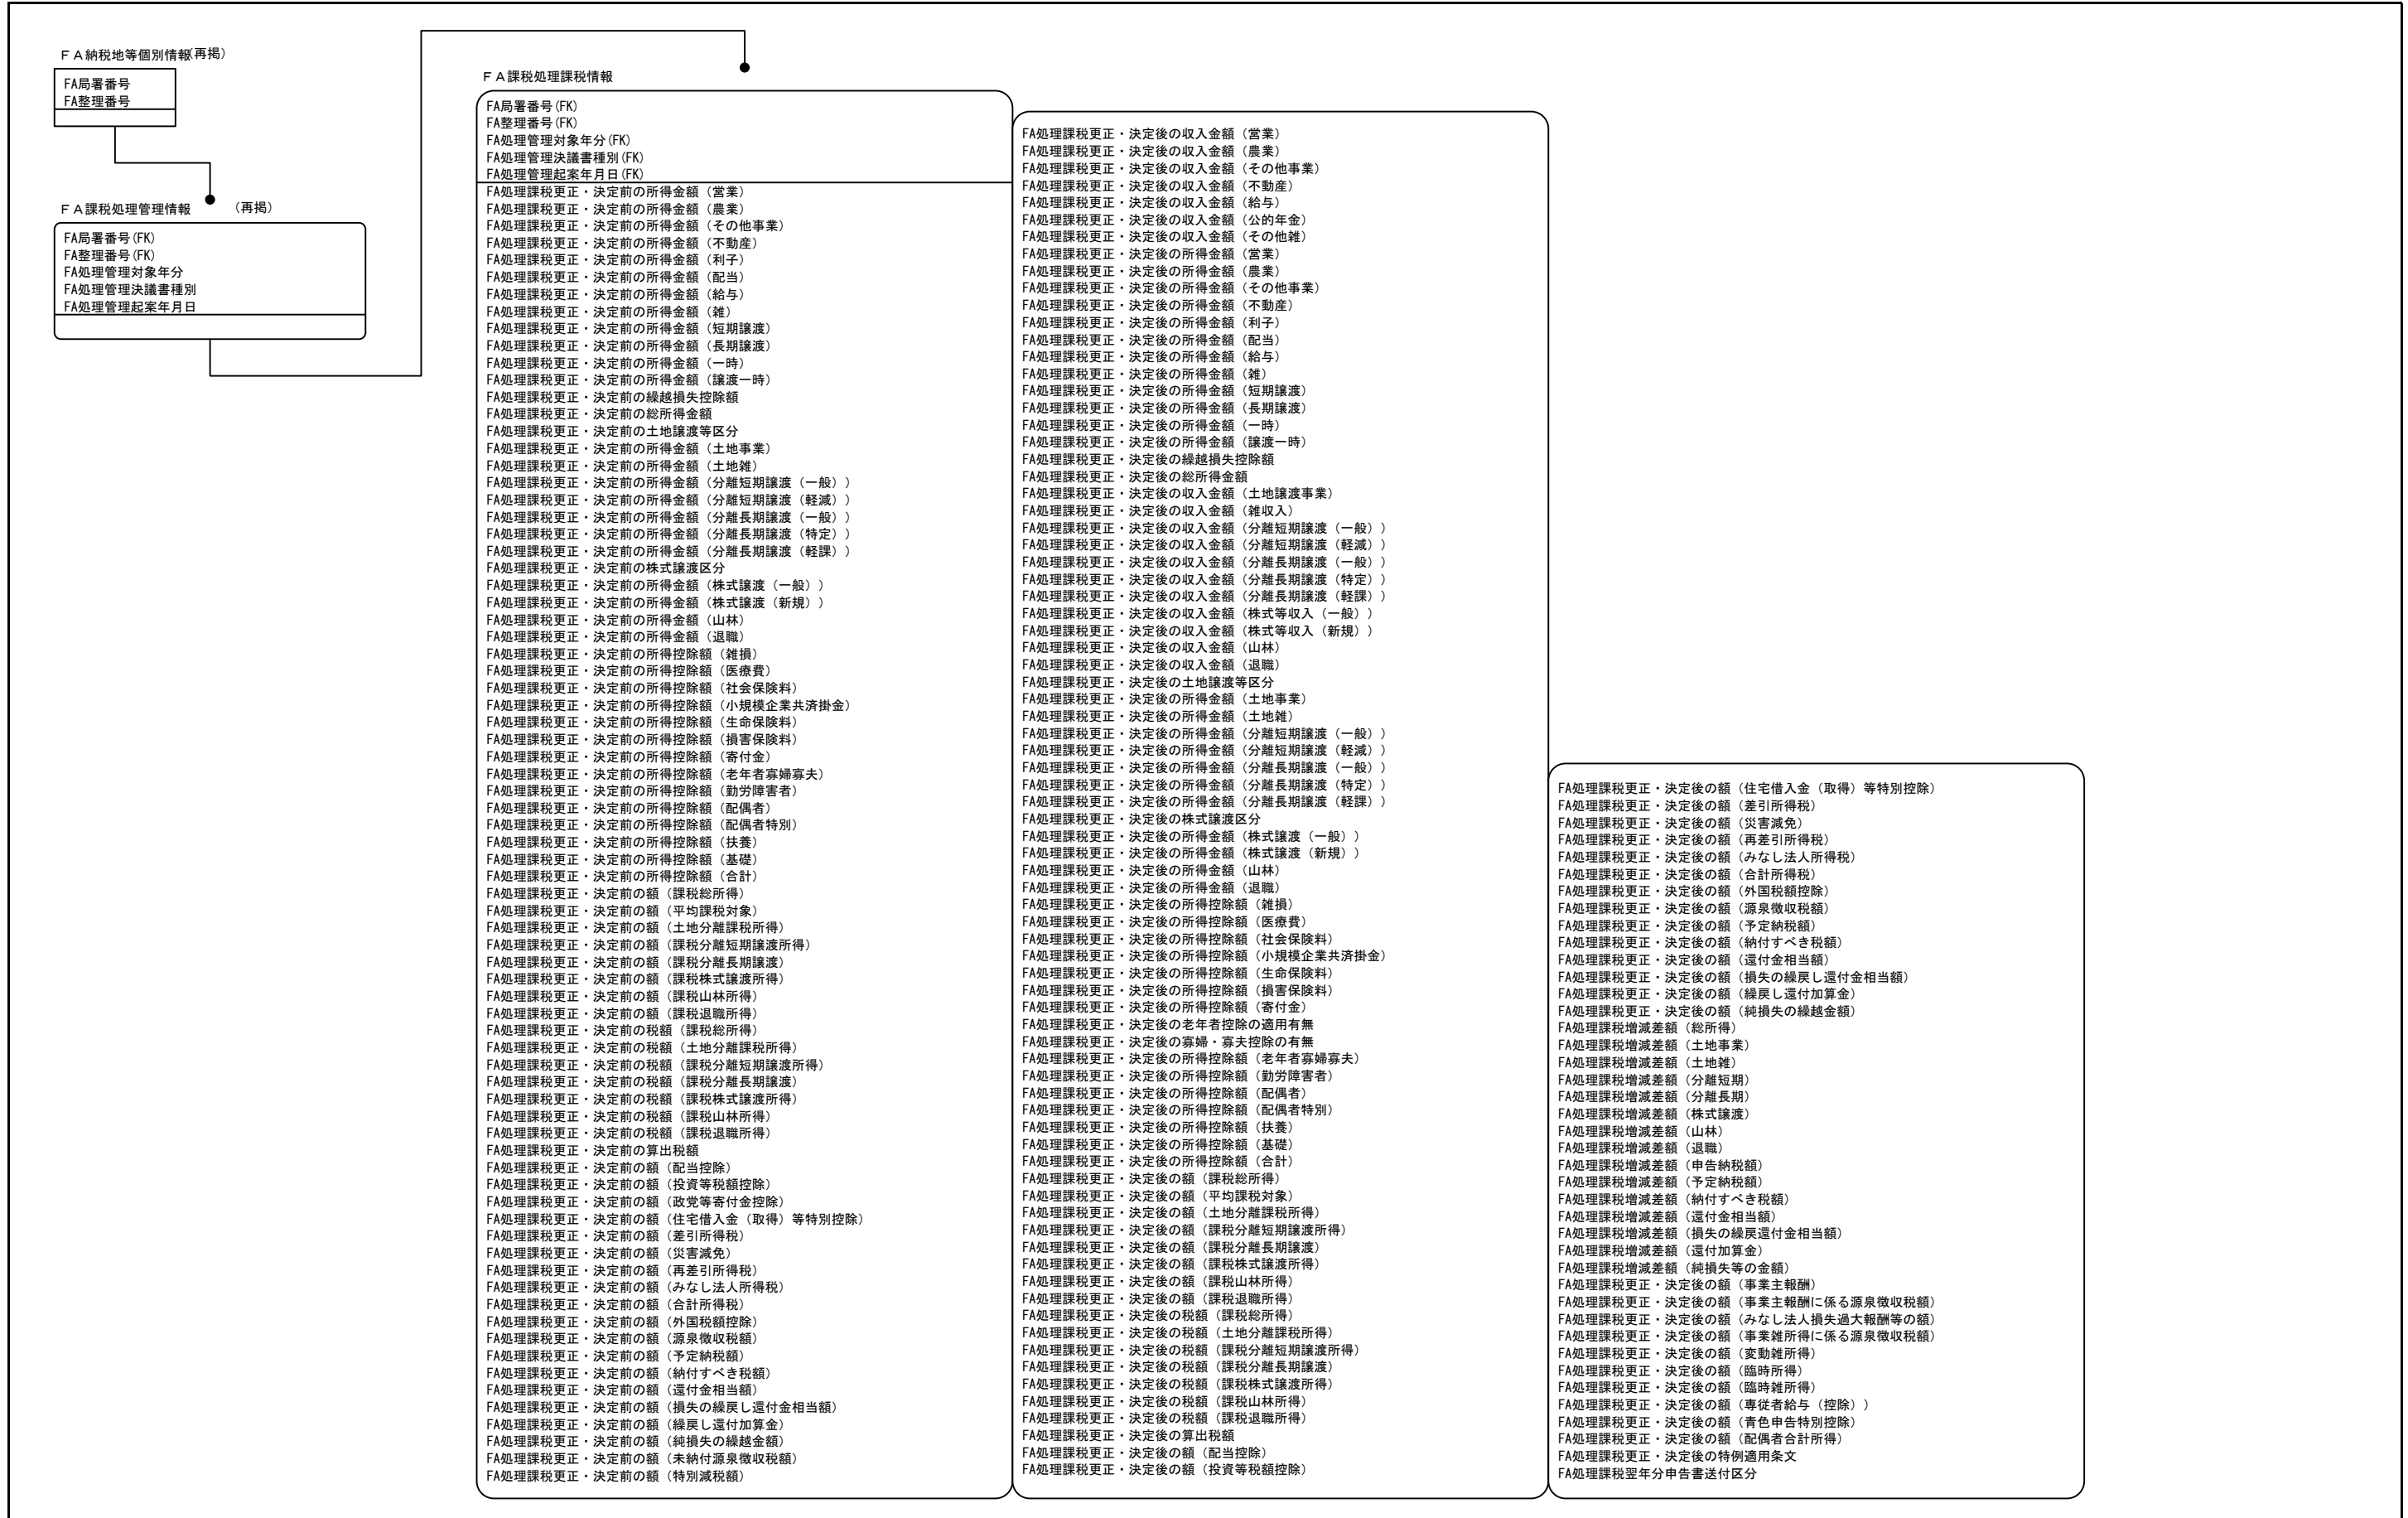 ＦＡ納税地等個別情報(再掲)
FA局署番号
FA整理番号
ＦＡ課税処理管理情報　(再掲)
FA局署番号(FK)
FA整理番号(FK)
FA処理管理対象年分
FA処理管理決議書種別
FA処理管理起案年月日
ＦＡ課税処理課税情報
FA局署番号(FK)
FA整理番号(FK)
FA処理管理対象年分(FK)
FA処理管理決議書種別(FK)
FA処理管理起案年月日(FK)
FA処理課税更正・決定前の所得金額（営業）
FA処理課税更正・決定前の所得金額（農業）
FA処理課税更正・決定前の所得金額（その他事業）
FA処理課税更正・決定前の所得金額（不動産）
FA処理課税更正・決定前の所得金額（利子）
FA処理課税更正・決定前の所得金額（配当）
FA処理課税更正・決定前の所得金額（給与）
FA処理課税更正・決定前の所得金額（雑）
FA処理課税更正・決定前の所得金額（短期譲渡）
FA処理課税更正・決定前の所得金額（長期譲渡）
FA処理課税更正・決定前の所得金額（一時）
FA処理課税更正・決定前の所得金額（譲渡一時）
FA処理課税更正・決定前の繰越損失控除額
FA処理課税更正・決定前の総所得金額
FA処理課税更正・決定前の土地譲渡等区分
FA処理課税更正・決定前の所得金額（土地事業）
FA処理課税更正・決定前の所得金額（土地雑）
FA処理課税更正・決定前の所得金額（分離短期譲渡（一般））
FA処理課税更正・決定前の所得金額（分離短期譲渡（軽減））
FA処理課税更正・決定前の所得金額（分離長期譲渡（一般））
FA処理課税更正・決定前の所得金額（分離長期譲渡（特定））
FA処理課税更正・決定前の所得金額（分離長期譲渡（軽課））
FA処理課税更正・決定前の株式譲渡区分
FA処理課税更正・決定前の所得金額（株式譲渡（一般））
FA処理課税更正・決定前の所得金額（株式譲渡（新規））
FA処理課税更正・決定前の所得金額（山林）
FA処理課税更正・決定前の所得金額（退職）
FA処理課税更正・決定前の所得控除額（雑損）
FA処理課税更正・決定前の所得控除額（医療費）
FA処理課税更正・決定前の所得控除額（社会保険料）
FA処理課税更正・決定前の所得控除額（小規模企業共済掛金）
FA処理課税更正・決定前の所得控除額（生命保険料）
FA処理課税更正・決定前の所得控除額（損害保険料）
FA処理課税更正・決定前の所得控除額（寄付金）
FA処理課税更正・決定前の所得控除額（老年者寡婦寡夫）
FA処理課税更正・決定前の所得控除額（勤労障害者）
FA処理課税更正・決定前の所得控除額（配偶者）
FA処理課税更正・決定前の所得控除額（配偶者特別）
FA処理課税更正・決定前の所得控除額（扶養）
FA処理課税更正・決定前の所得控除額（基礎）
FA処理課税更正・決定前の所得控除額（合計）
FA処理課税更正・決定前の額（課税総所得）
FA処理課税更正・決定前の額（平均課税対象）
FA処理課税更正・決定前の額（土地分離課税所得）
FA処理課税更正・決定前の額（課税分離短期譲渡所得）
FA処理課税更正・決定前の額（課税分離長期譲渡）
FA処理課税更正・決定前の額（課税株式譲渡所得）
FA処理課税更正・決定前の額（課税山林所得）
FA処理課税更正・決定前の額（課税退職所得）
FA処理課税更正・決定前の税額（課税総所得）
FA処理課税更正・決定前の税額（土地分離課税所得）
FA処理課税更正・決定前の税額（課税分離短期譲渡所得）
FA処理課税更正・決定前の税額（課税分離長期譲渡）
FA処理課税更正・決定前の税額（課税株式譲渡所得）
FA処理課税更正・決定前の税額（課税山林所得）
FA処理課税更正・決定前の税額（課税退職所得）
FA処理課税更正・決定前の算出税額
FA処理課税更正・決定前の額（配当控除）
FA処理課税更正・決定前の額（投資等税額控除）
FA処理課税更正・決定前の額（政党等寄付金控除）
FA処理課税更正・決定前の額（住宅借入金（取得）等特別控除）
FA処理課税更正・決定前の額（差引所得税）
FA処理課税更正・決定前の額（災害減免）
FA処理課税更正・決定前の額（再差引所得税）
FA処理課税更正・決定前の額（みなし法人所得税）
FA処理課税更正・決定前の額（合計所得税）
FA処理課税更正・決定前の額（外国税額控除）
FA処理課税更正・決定前の額（源泉徴収税額）
FA処理課税更正・決定前の額（予定納税額）
FA処理課税更正・決定前の額（納付すべき税額）
FA処理課税更正・決定前の額（還付金相当額）
FA処理課税更正・決定前の額（損失の繰戻し還付金相当額）
FA処理課税更正・決定前の額（繰戻し還付加算金）
FA処理課税更正・決定前の額（純損失の繰越金額）
FA処理課税更正・決定前の額（未納付源泉徴収税額）
FA処理課税更正・決定前の額（特別減税額）
FA処理課税更正・決定後の収入金額（営業）
FA処理課税更正・決定後の収入金額（農業）
FA処理課税更正・決定後の収入金額（その他事業）
FA処理課税更正・決定後の収入金額（不動産）
FA処理課税更正・決定後の収入金額（給与）
FA処理課税更正・決定後の収入金額（公的年金）
FA処理課税更正・決定後の収入金額（その他雑）
FA処理課税更正・決定後の所得金額（営業）
FA処理課税更正・決定後の所得金額（農業）
FA処理課税更正・決定後の所得金額（その他事業）
FA処理課税更正・決定後の所得金額（不動産）
FA処理課税更正・決定後の所得金額（利子）
FA処理課税更正・決定後の所得金額（配当）
FA処理課税更正・決定後の所得金額（給与）
FA処理課税更正・決定後の所得金額（雑）
FA処理課税更正・決定後の所得金額（短期譲渡）
FA処理課税更正・決定後の所得金額（長期譲渡）
FA処理課税更正・決定後の所得金額（一時）
FA処理課税更正・決定後の所得金額（譲渡一時）
FA処理課税更正・決定後の繰越損失控除額
FA処理課税更正・決定後の総所得金額
FA処理課税更正・決定後の収入金額（土地譲渡事業）
FA処理課税更正・決定後の収入金額（雑収入）
FA処理課税更正・決定後の収入金額（分離短期譲渡（一般））
FA処理課税更正・決定後の収入金額（分離短期譲渡（軽減））
FA処理課税更正・決定後の収入金額（分離長期譲渡（一般））
FA処理課税更正・決定後の収入金額（分離長期譲渡（特定））
FA処理課税更正・決定後の収入金額（分離長期譲渡（軽課））
FA処理課税更正・決定後の収入金額（株式等収入（一般））
FA処理課税更正・決定後の収入金額（株式等収入（新規））
FA処理課税更正・決定後の収入金額（山林）
FA処理課税更正・決定後の収入金額（退職）
FA処理課税更正・決定後の土地譲渡等区分
FA処理課税更正・決定後の所得金額（土地事業）
FA処理課税更正・決定後の所得金額（土地雑）
FA処理課税更正・決定後の所得金額（分離短期譲渡（一般））
FA処理課税更正・決定後の所得金額（分離短期譲渡（軽減））
FA処理課税更正・決定後の所得金額（分離長期譲渡（一般））
FA処理課税更正・決定後の所得金額（分離長期譲渡（特定））
FA処理課税更正・決定後の所得金額（分離長期譲渡（軽課））
FA処理課税更正・決定後の株式譲渡区分
FA処理課税更正・決定後の所得金額（株式譲渡（一般））
FA処理課税更正・決定後の所得金額（株式譲渡（新規））
FA処理課税更正・決定後の所得金額（山林）
FA処理課税更正・決定後の所得金額（退職）
FA処理課税更正・決定後の所得控除額（雑損）
FA処理課税更正・決定後の所得控除額（医療費）
FA処理課税更正・決定後の所得控除額（社会保険料）
FA処理課税更正・決定後の所得控除額（小規模企業共済掛金）
FA処理課税更正・決定後の所得控除額（生命保険料）
FA処理課税更正・決定後の所得控除額（損害保険料）
FA処理課税更正・決定後の所得控除額（寄付金）
FA処理課税更正・決定後の老年者控除の適用有無
FA処理課税更正・決定後の寡婦・寡夫控除の有無
FA処理課税更正・決定後の所得控除額（老年者寡婦寡夫）
FA処理課税更正・決定後の所得控除額（勤労障害者）
FA処理課税更正・決定後の所得控除額（配偶者）
FA処理課税更正・決定後の所得控除額（配偶者特別）
FA処理課税更正・決定後の所得控除額（扶養）
FA処理課税更正・決定後の所得控除額（基礎）
FA処理課税更正・決定後の所得控除額（合計）
FA処理課税更正・決定後の額（課税総所得）
FA処理課税更正・決定後の額（平均課税対象）
FA処理課税更正・決定後の額（土地分離課税所得）
FA処理課税更正・決定後の額（課税分離短期譲渡所得）
FA処理課税更正・決定後の額（課税分離長期譲渡）
FA処理課税更正・決定後の額（課税株式譲渡所得）
FA処理課税更正・決定後の額（課税山林所得）
FA処理課税更正・決定後の額（課税退職所得）
FA処理課税更正・決定後の税額（課税総所得）
FA処理課税更正・決定後の税額（土地分離課税所得）
FA処理課税更正・決定後の税額（課税分離短期譲渡所得）
FA処理課税更正・決定後の税額（課税分離長期譲渡）
FA処理課税更正・決定後の税額（課税株式譲渡所得）
FA処理課税更正・決定後の税額（課税山林所得）
FA処理課税更正・決定後の税額（課税退職所得）
FA処理課税更正・決定後の算出税額
FA処理課税更正・決定後の額（配当控除）
FA処理課税更正・決定後の額（投資等税額控除）
FA処理課税更正・決定後の額（住宅借入金（取得）等特別控除）
FA処理課税更正・決定後の額（差引所得税）
FA処理課税更正・決定後の額（災害減免）
FA処理課税更正・決定後の額（再差引所得税）
FA処理課税更正・決定後の額（みなし法人所得税）
FA処理課税更正・決定後の額（合計所得税）
FA処理課税更正・決定後の額（外国税額控除）
FA処理課税更正・決定後の額（源泉徴収税額）
FA処理課税更正・決定後の額（予定納税額）
FA処理課税更正・決定後の額（納付すべき税額）
FA処理課税更正・決定後の額（還付金相当額）
FA処理課税更正・決定後の額（損失の繰戻し還付金相当額）
FA処理課税更正・決定後の額（繰戻し還付加算金）
FA処理課税更正・決定後の額（純損失の繰越金額）
FA処理課税増減差額（総所得）
FA処理課税増減差額（土地事業）
FA処理課税増減差額（土地雑）
FA処理課税増減差額（分離短期）
FA処理課税増減差額（分離長期）
FA処理課税増減差額（株式譲渡）
FA処理課税増減差額（山林）
FA処理課税増減差額（退職）
FA処理課税増減差額（申告納税額）
FA処理課税増減差額（予定納税額）
FA処理課税増減差額（納付すべき税額）
FA処理課税増減差額（還付金相当額）
FA処理課税増減差額（損失の繰戻還付金相当額）
FA処理課税増減差額（還付加算金）
FA処理課税増減差額（純損失等の金額）
FA処理課税更正・決定後の額（事業主報酬）
FA処理課税更正・決定後の額（事業主報酬に係る源泉徴収税額）
FA処理課税更正・決定後の額（みなし法人損失過大報酬等の額）
FA処理課税更正・決定後の額（事業雑所得に係る源泉徴収税額）
FA処理課税更正・決定後の額（変動雑所得）
FA処理課税更正・決定後の額（臨時所得）
FA処理課税更正・決定後の額（臨時雑所得）
FA処理課税更正・決定後の額（専従者給与（控除））
FA処理課税更正・決定後の額（青色申告特別控除）
FA処理課税更正・決定後の額（配偶者合計所得）
FA処理課税更正・決定後の特例適用条文
FA処理課税翌年分申告書送付区分